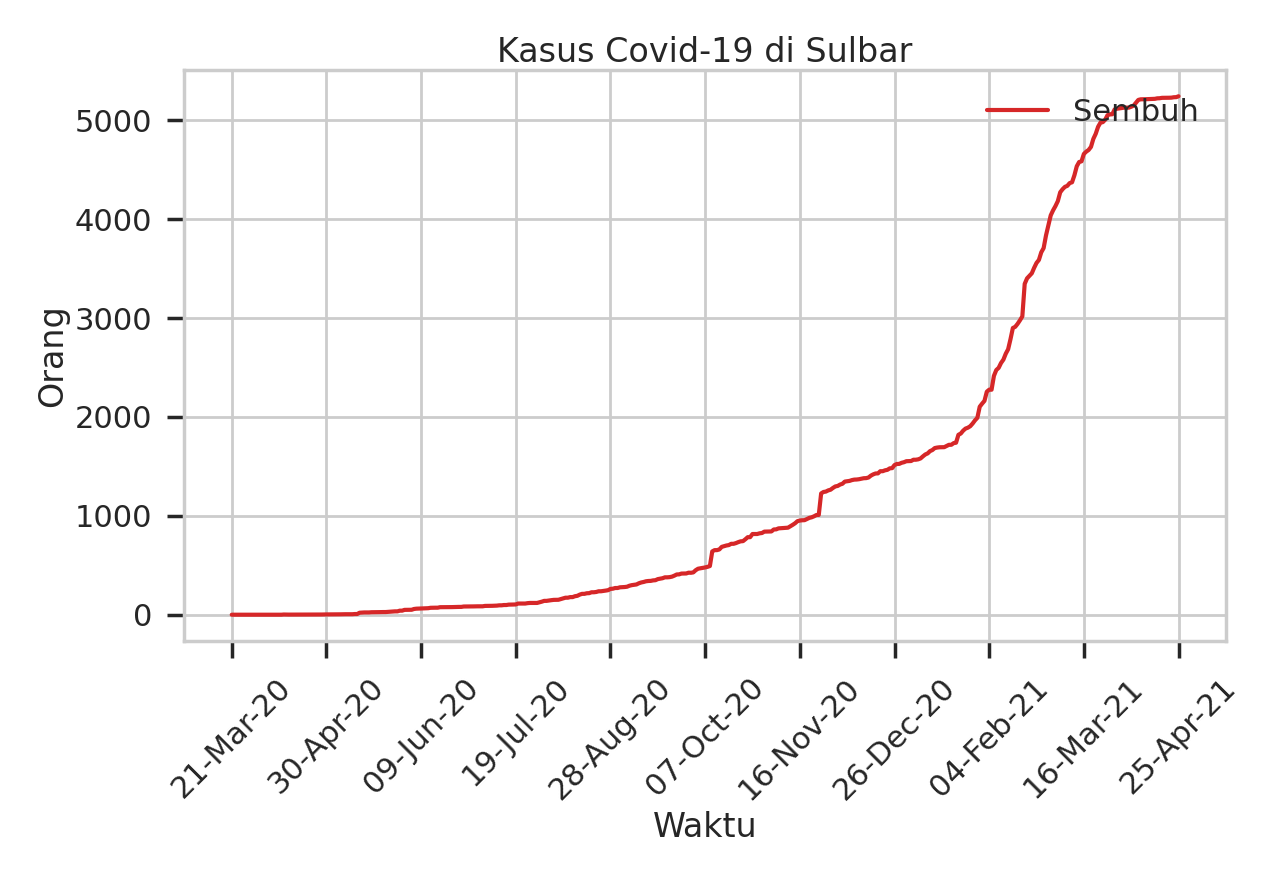 Kasus Covid-19 di Sulbar
Sembuh
Orang
5000
4000
3000
2000
1000
0
21-Mar-20
30-Apr-20
09-Jun-20
19-Jul-20
28-Aug-20
07-Oct-20
16-Nov-20
26-Dec-20
04-Feb-21
16-Mar-21
25-Apr-21
Waktu